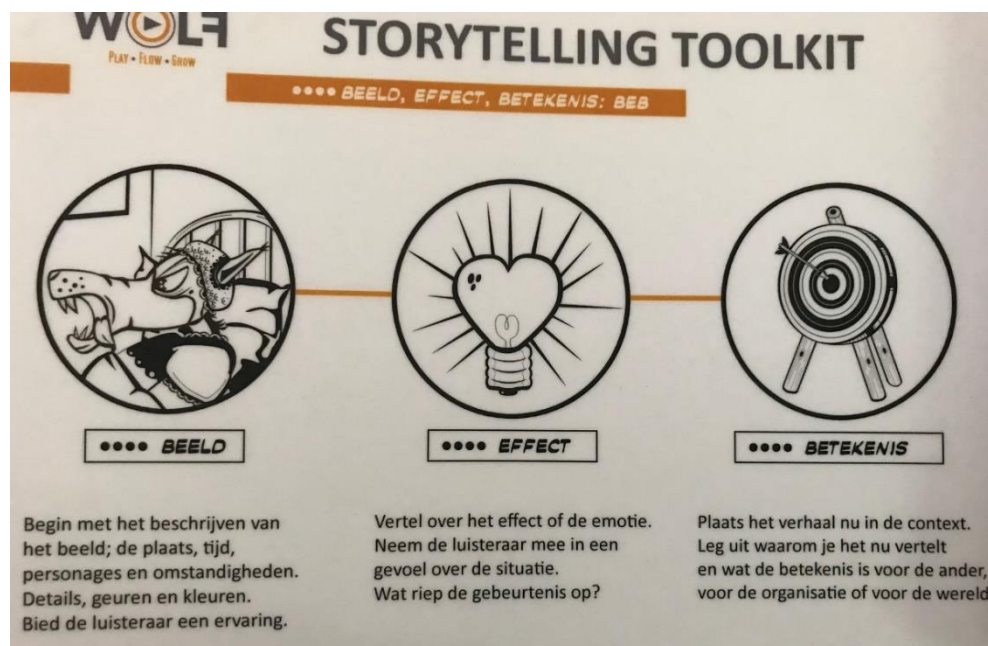 WOLF
PLAY • FLOW • SHOW
STORYTELLING TOOLKIT
•••• BEELD, EFFECT, BETEKENIS: BEB
•••• BEELD
•••• EFFECT
•••• BETEKENIS
Begin met het beschrijven van
het beeld; de plaats, tijd,
personages en omstandigheden.
Details, geuren en kleuren.
Bied de luisteraar een ervaring.
Vertel over het effect of de emotie.
Neem de luisteraar mee in een
gevoel over de situatie.
Wat riep de gebeurtenis op?
Plaats het verhaal nu in de context.
Leg uit waarom je het nu vertelt
en wat de betekenis is voor de ander,
voor de organisatie of voor de wereld